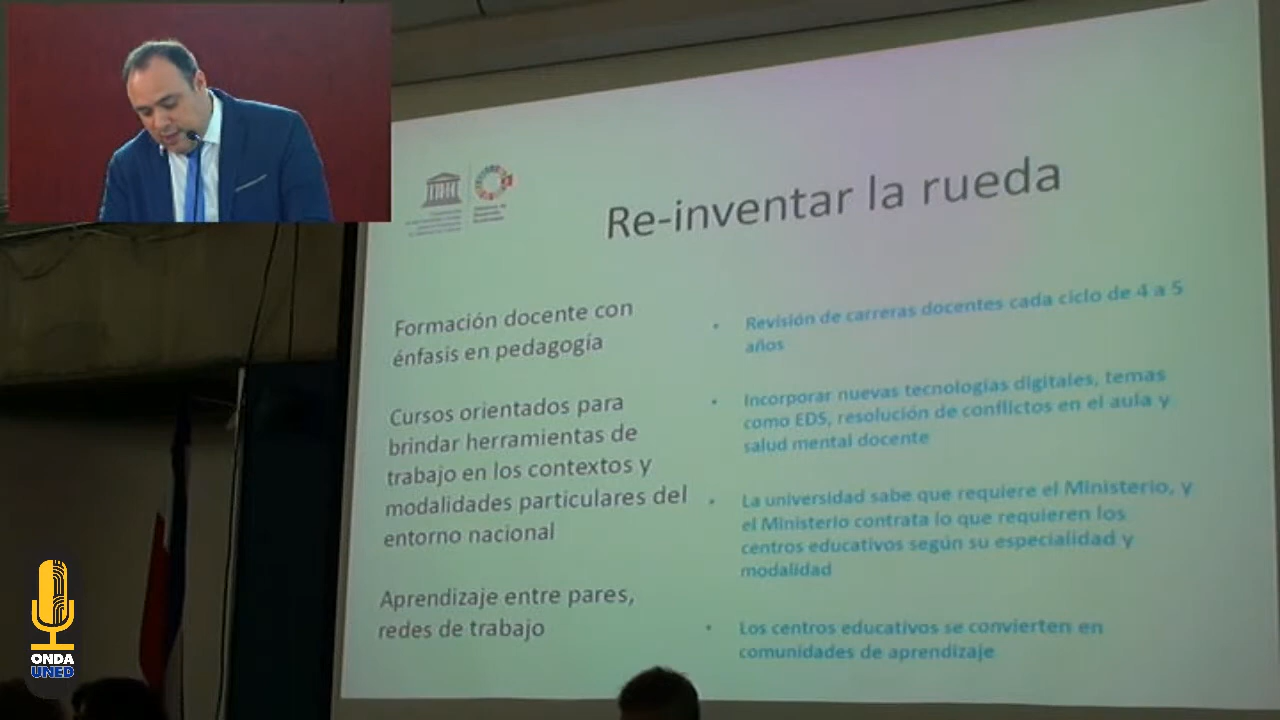 Re-inventar la rueda
Formación docente con
énfasis en pedagogía
Cursos orientados para
brindar herramientas de
trabajo en los contextos y
modalidades particulares del
entorno nacional
Aprendizaje entre pares,
redes de trabajo
• Revisión de carreras docentes cada ciclo de 4 a 5
años
• Incorporar nuevas tecnologías digitales, temas
como EDS, resolución de conflictos en el aula y
salud mental docente
• La universidad sabe que requiere el Ministerio, y
el Ministerio contrata lo que requieren los
centros educativos según su especialidad y
modalidad
• Los centros educativos se convierten en
comunidades de aprendizaje
ONDA
UNED